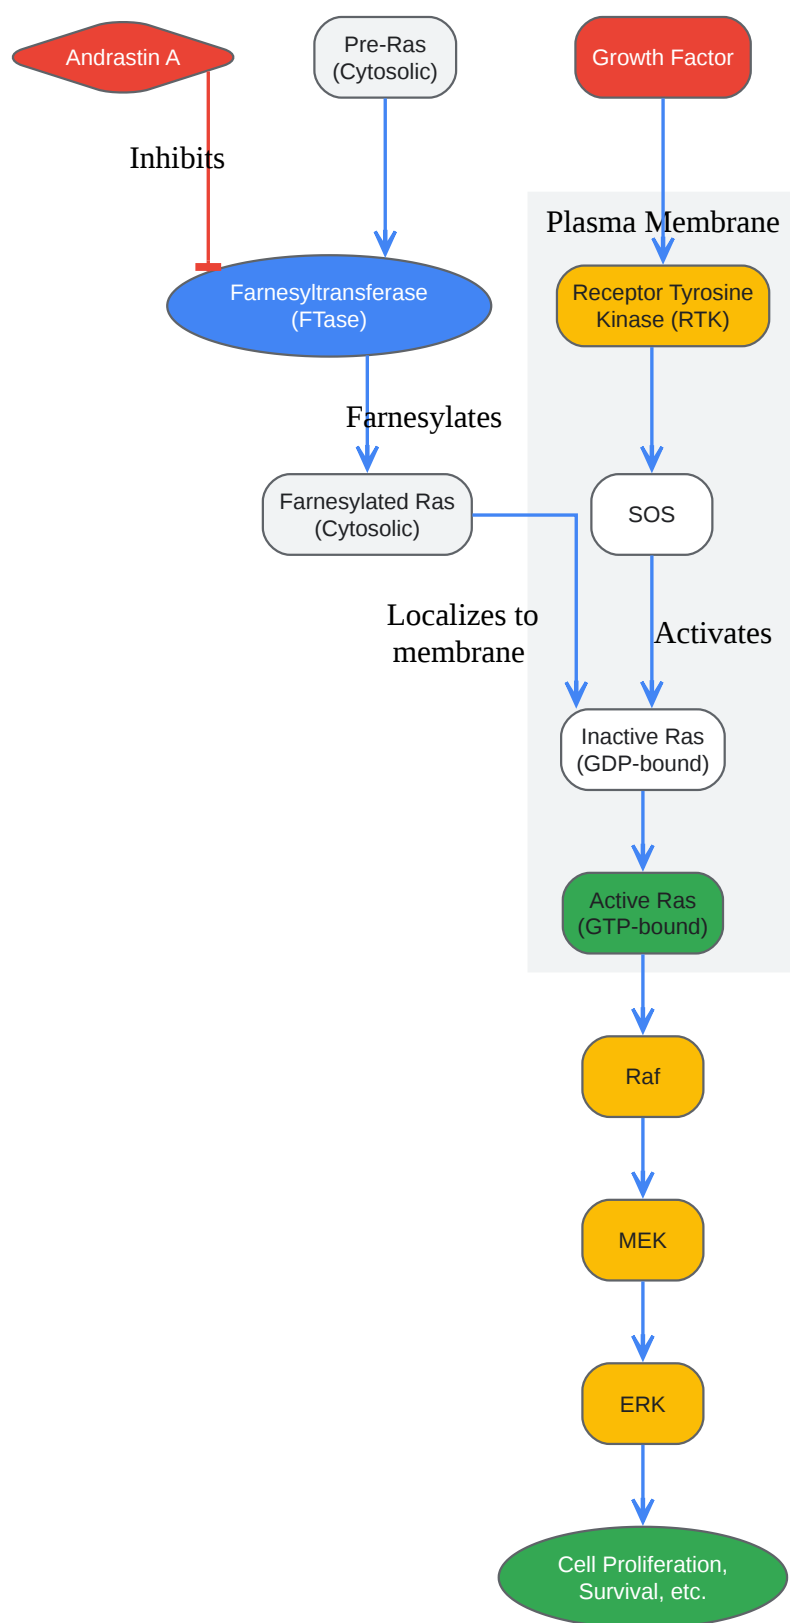 Andrastin A
Pre-Ras
(Cytosolic)
Growth Factor
Inhibits
Plasma Membrane
Farnesyltransferase
(FTase)
Receptor Tyrosine
Kinase (RTK)
Farnesylates
Farnesylated Ras
(Cytosolic)
SOS
Localizes to
membrane
Activates
Inactive Ras
(GDP-bound)
Active Ras
(GTP-bound)
Raf
MEK
ERK
Cell Proliferation,
Survival, etc.